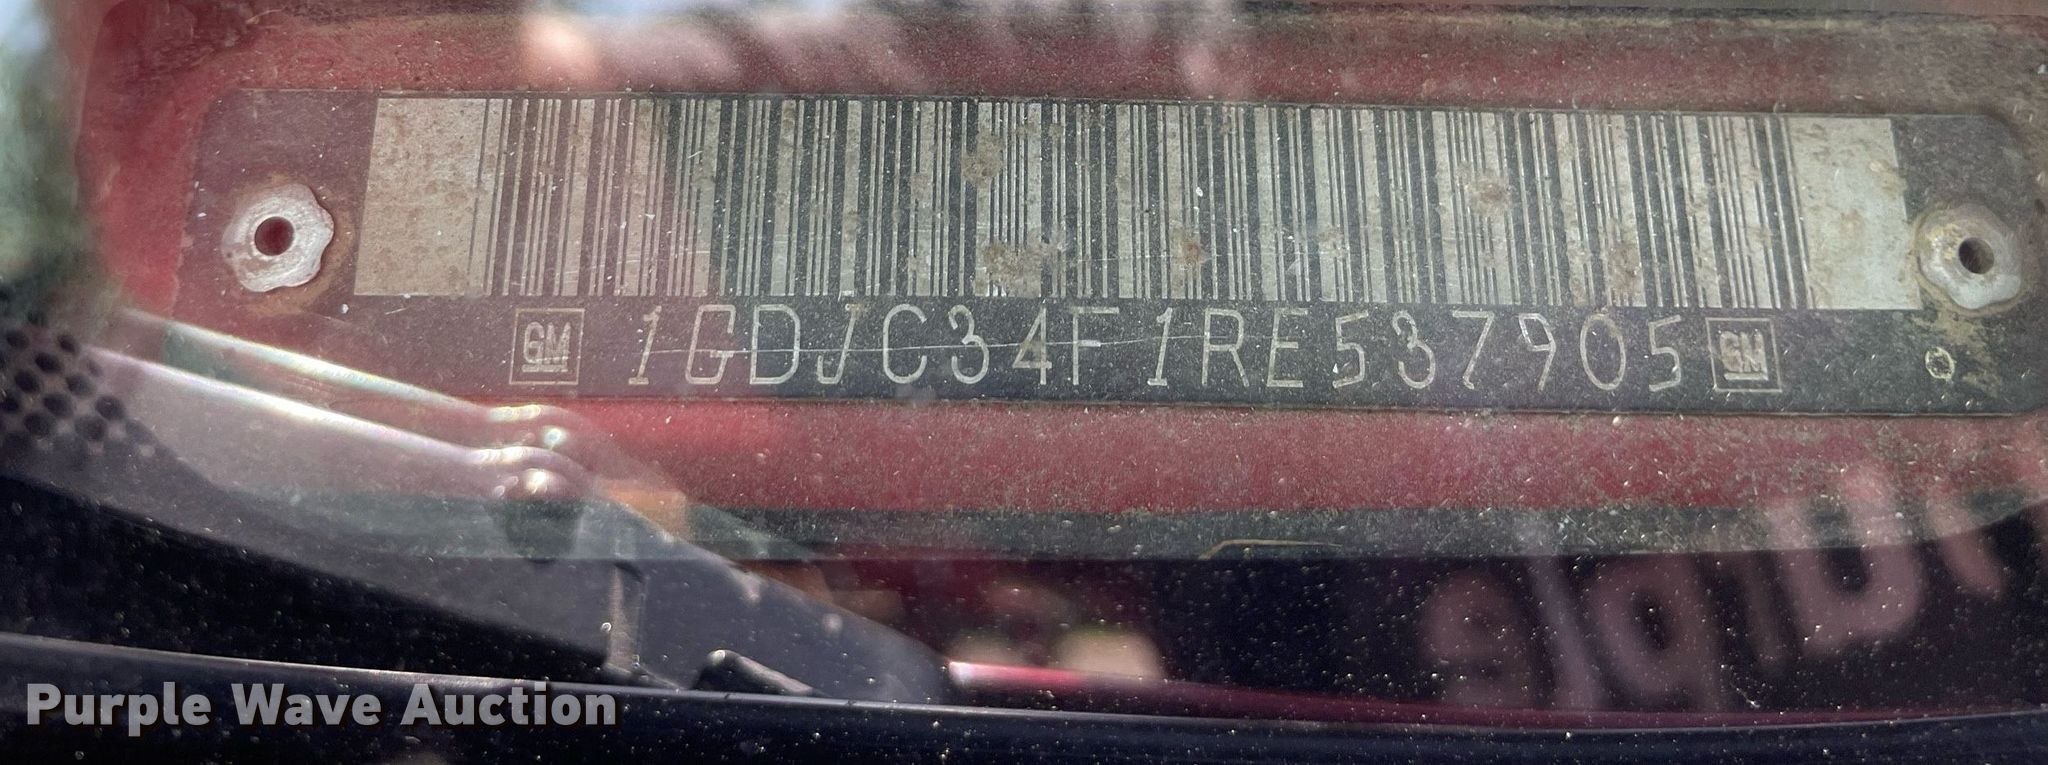 GM 1GDJC34F1RE537905 GM
Purple Wave Auction